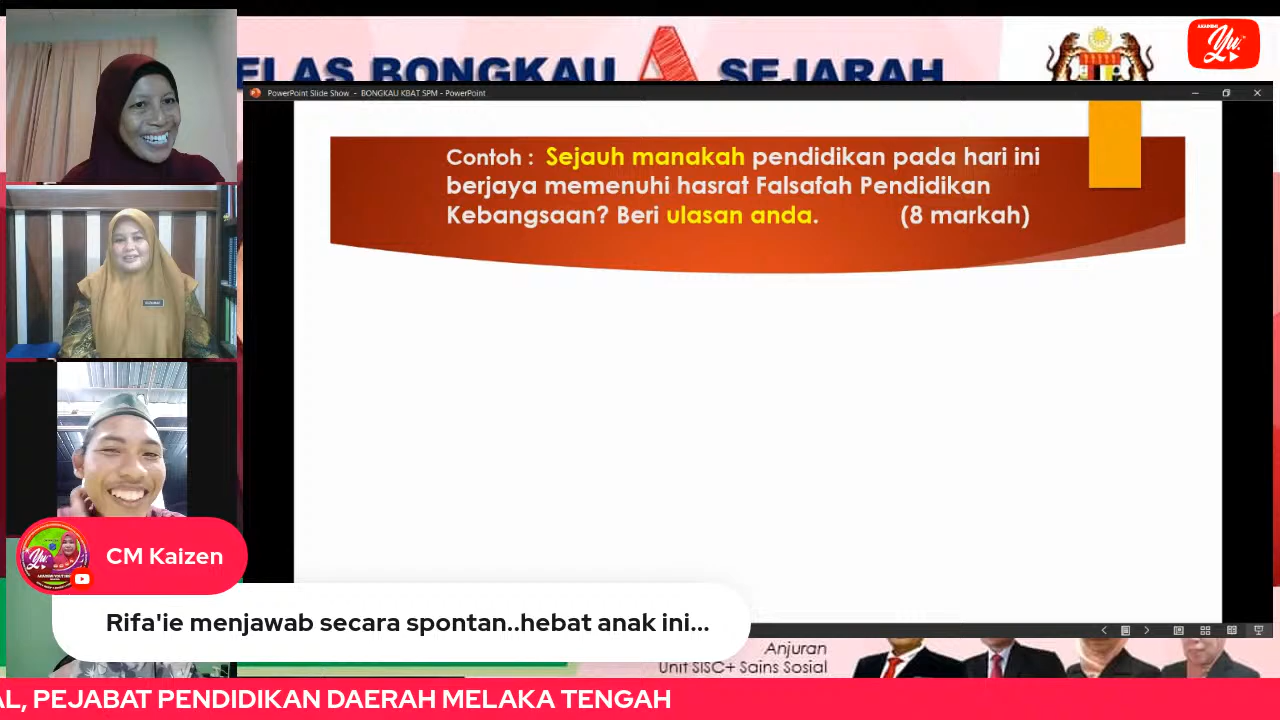 ELAS BONGKAU A SEJARAH
AKADEMI
Yu.
PowerPoint Slide Show - BONGKAU KBAT SPM - PowerPoint
Contoh : Sejauh manakah pendidikan pada hari ini
berjaya memenuhi hasrat Falsafah Pendidikan
Kebangsaan? Beri ulasan anda. (8 markah)
CM Kaizen
Rifa'ie menjawab secara spontan..hebat anak ini...
Anjuran
Unit SISC+ Sains Sosial
AL, PEJABAT PENDIDIKAN DAERAH MELAKA TENGAH